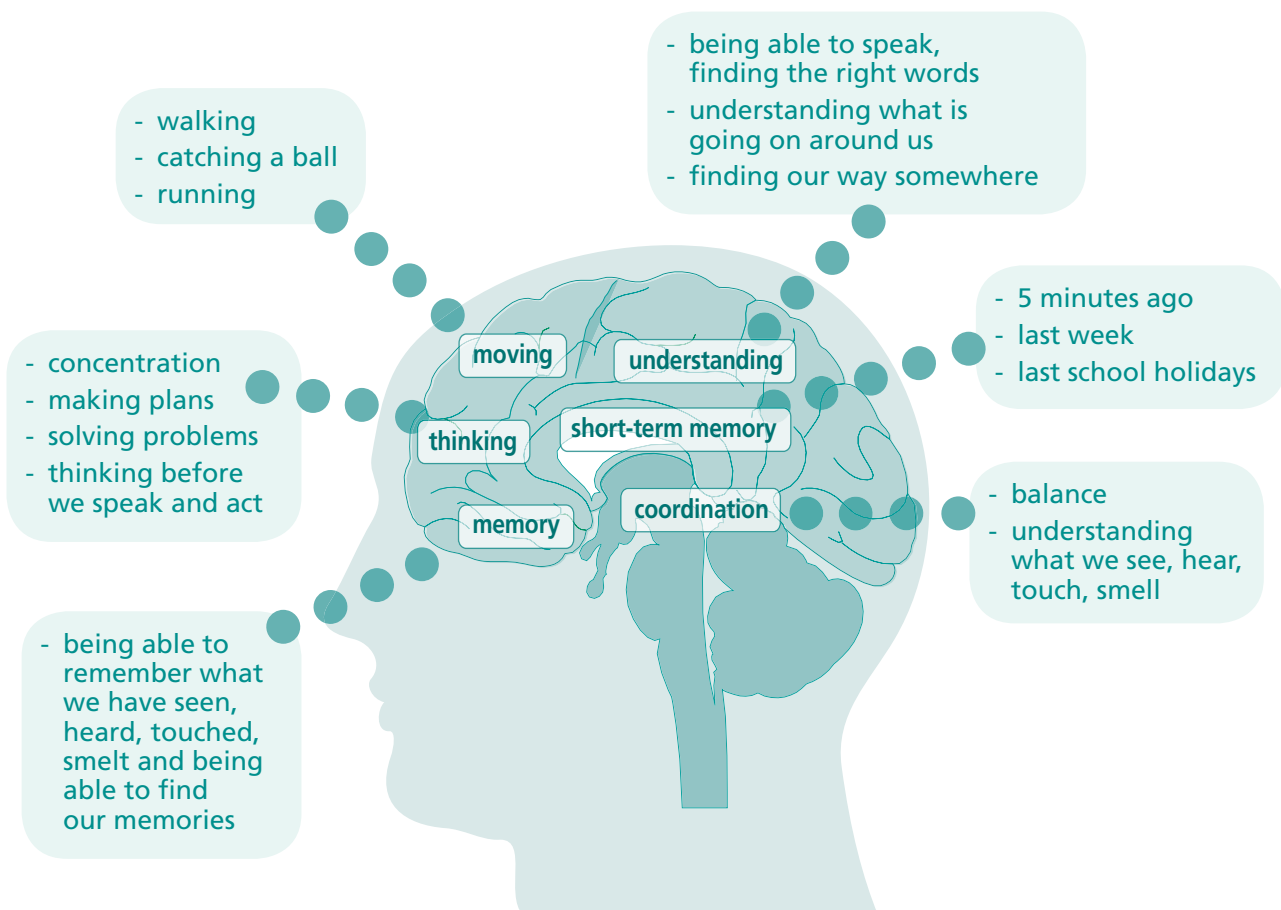 - being able to speak,
finding the right words
- understanding what is
going on around us
- finding our way somewhere
- walking
- catching a ball
- running
- 5 minutes ago
- last week
- last school holidays
- concentration
- making plans
- solving problems
- thinking before
we speak and act
moving
understanding
thinking
short-term memory
memory
coordination
- balance
- understanding
what we see, hear,
touch, smell
- being able to
remember what
we have seen,
heard, touched,
smelt and being
able to find
our memories